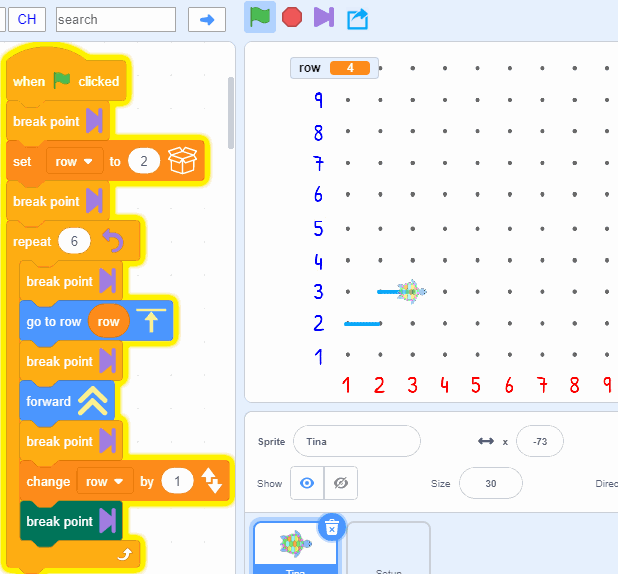 CH
search
when clicked
break point
set row to 2
break point
repeat 6
break point
go to row row
break point
forward
break point
change row by 1
break point
row 4
9
8
7
6
5
4
3
2
1
1 2 3 4 5 6 7 8 9
Sprite Tina x -73
Show Size 30 Direc
Tina Setup